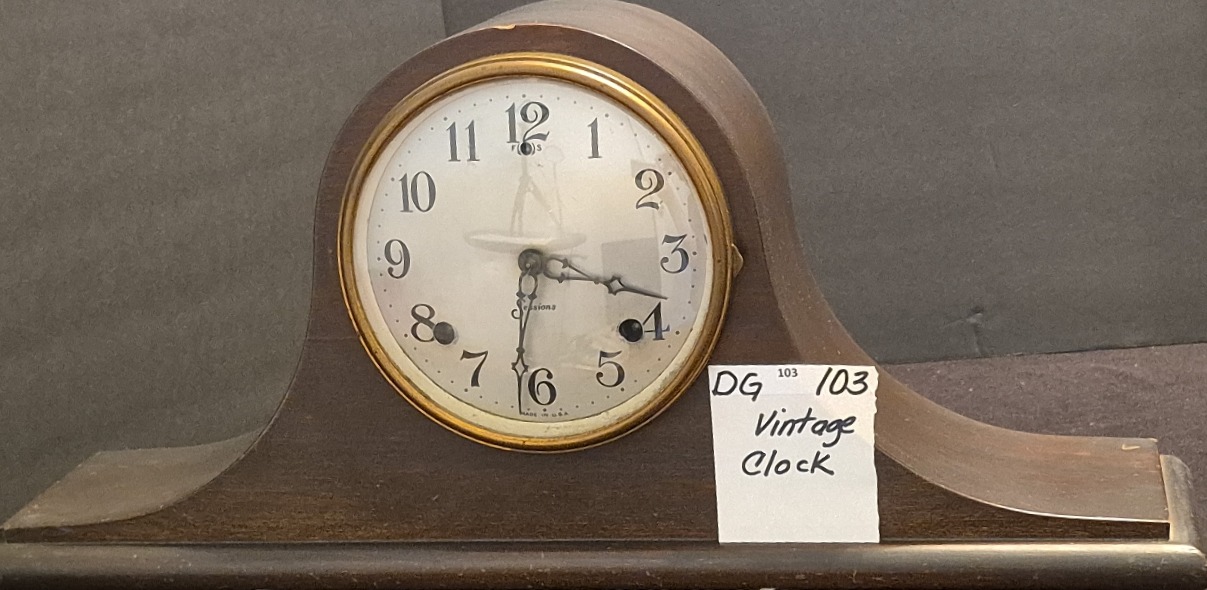 12
F S
11 1
10 2
9 3
8 4
7 5
6
Sessions
MADE IN U.S.A
DG 103 103
Vintage
Clock